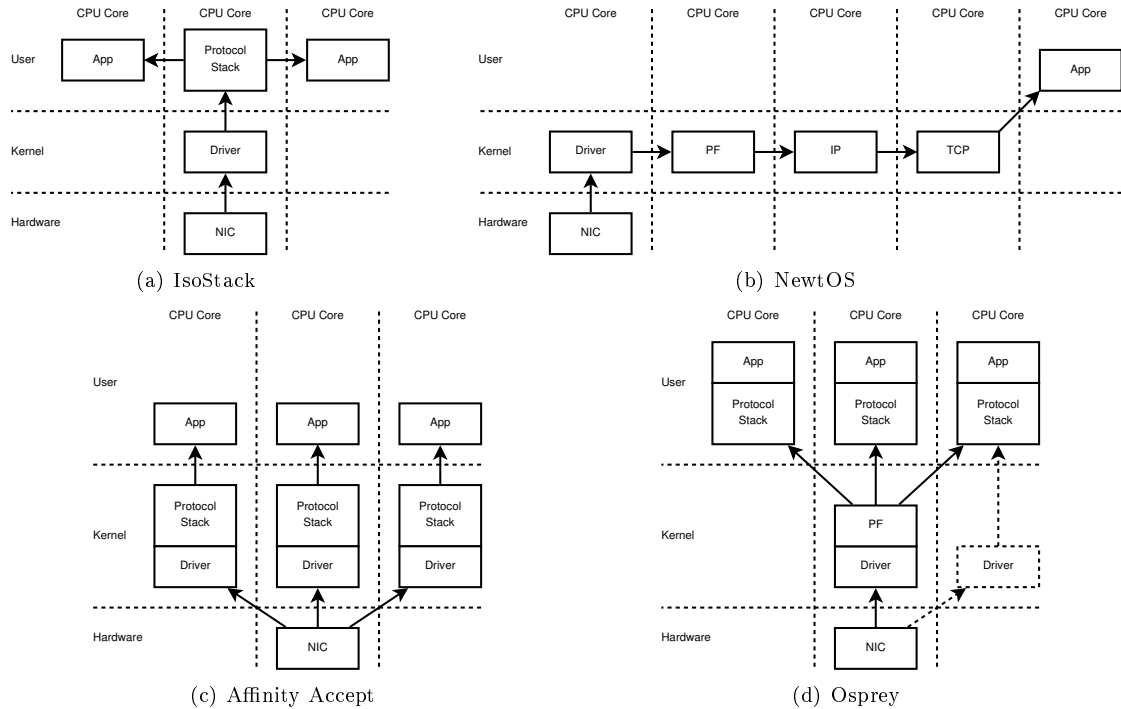 CPU Core CPU Core CPU Core
User
App
Protocol
Stack
App
Kernel
Driver
Hardware
NIC
(a) IsoStack
CPU Core CPU Core CPU Core CPU Core CPU Core
User
App
Kernel
Driver
PF
IP
TCP
Hardware
NIC
(b) NewtOS
CPU Core CPU Core CPU Core
User
App App App
Kernel
Protocol Protocol Protocol
Stack Stack Stack
Driver Driver Driver
Hardware
NIC
(c) Affinity Accept
CPU Core CPU Core CPU Core
User
App App App
Protocol Protocol Protocol
Stack Stack Stack
Kernel
PF
Driver Driver
Hardware
NIC
(d) Osprey